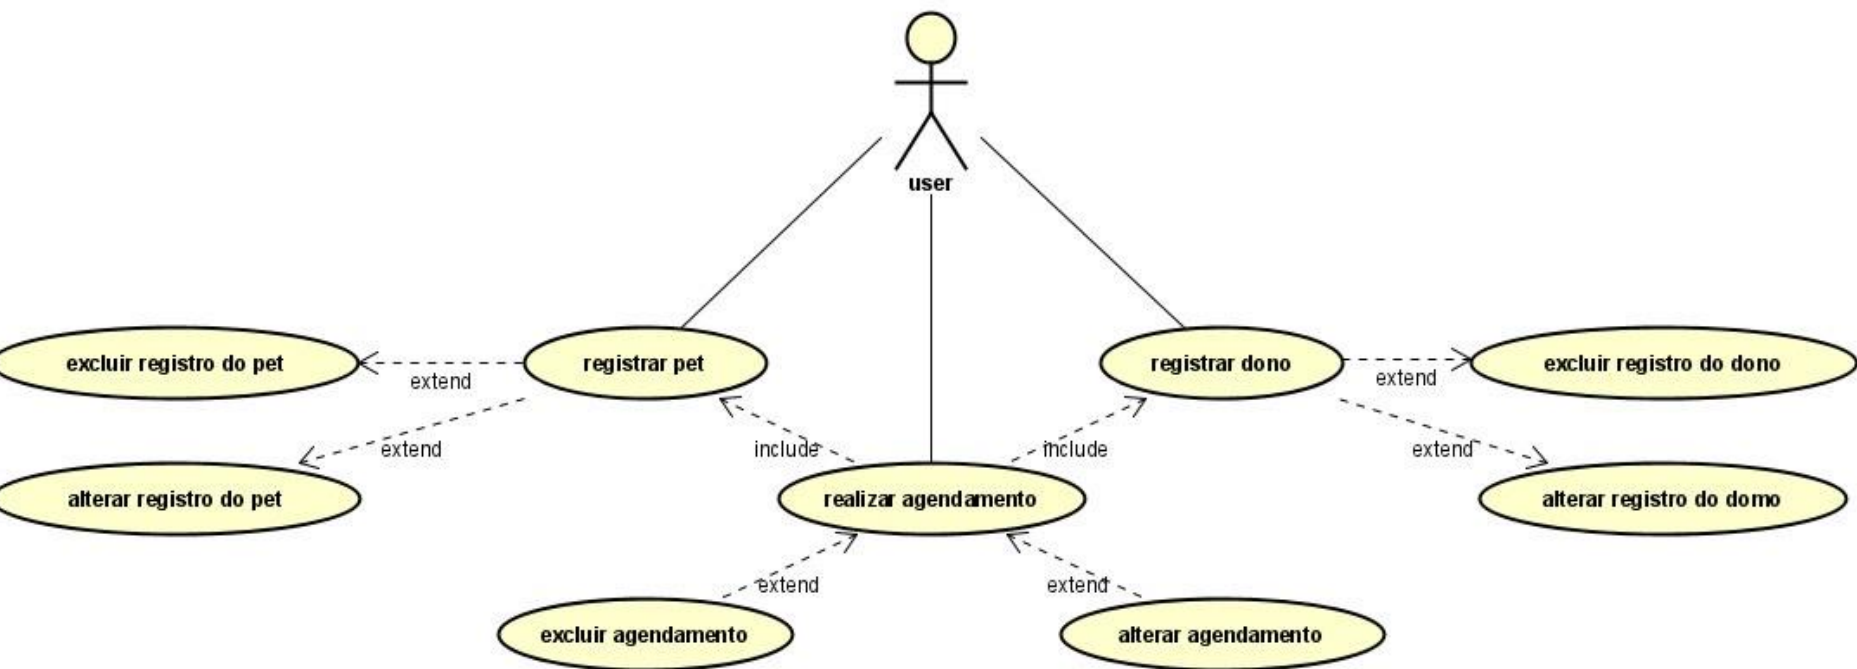 user
excluir registro do pet
extend
registrar pet
registrar dono
extend
excluir registro do dono
extend
include
include
extend
alterar registro do pet
realizar agendamento
alterar registro do domo
extend
extend
excluir agendamento
alterar agendamento